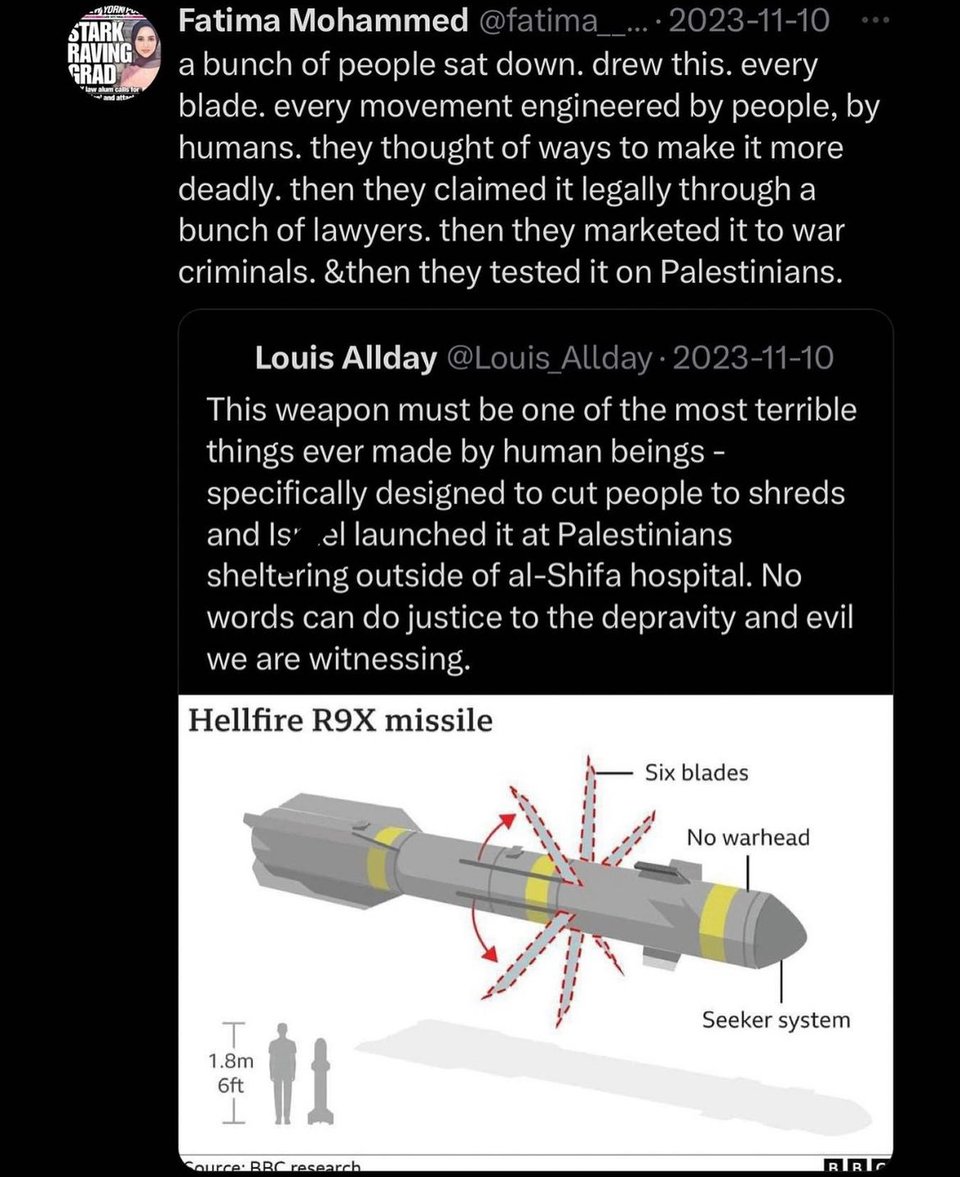 STARK
RAVING
GRAD
Fatima Mohammed @fatima__... · 2023-11-10 ...
a bunch of people sat down. drew this. every
blade. every movement engineered by people, by
humans. they thought of ways to make it more
deadly. then they claimed it legally through a
bunch of lawyers. then they marketed it to war
criminals. &then they tested it on Palestinians.
Louis Allday @Louis_Allday · 2023-11-10
This weapon must be one of the most terrible
things ever made by human beings -
specifically designed to cut people to shreds
and Is el launched it at Palestinians
sheltering outside of al-Shifa hospital. No
words can do justice to the depravity and evil
we are witnessing.
Hellfire R9X missile
Six blades
No warhead
Seeker system
1.8m
6ft
Source: BBC research
BBC